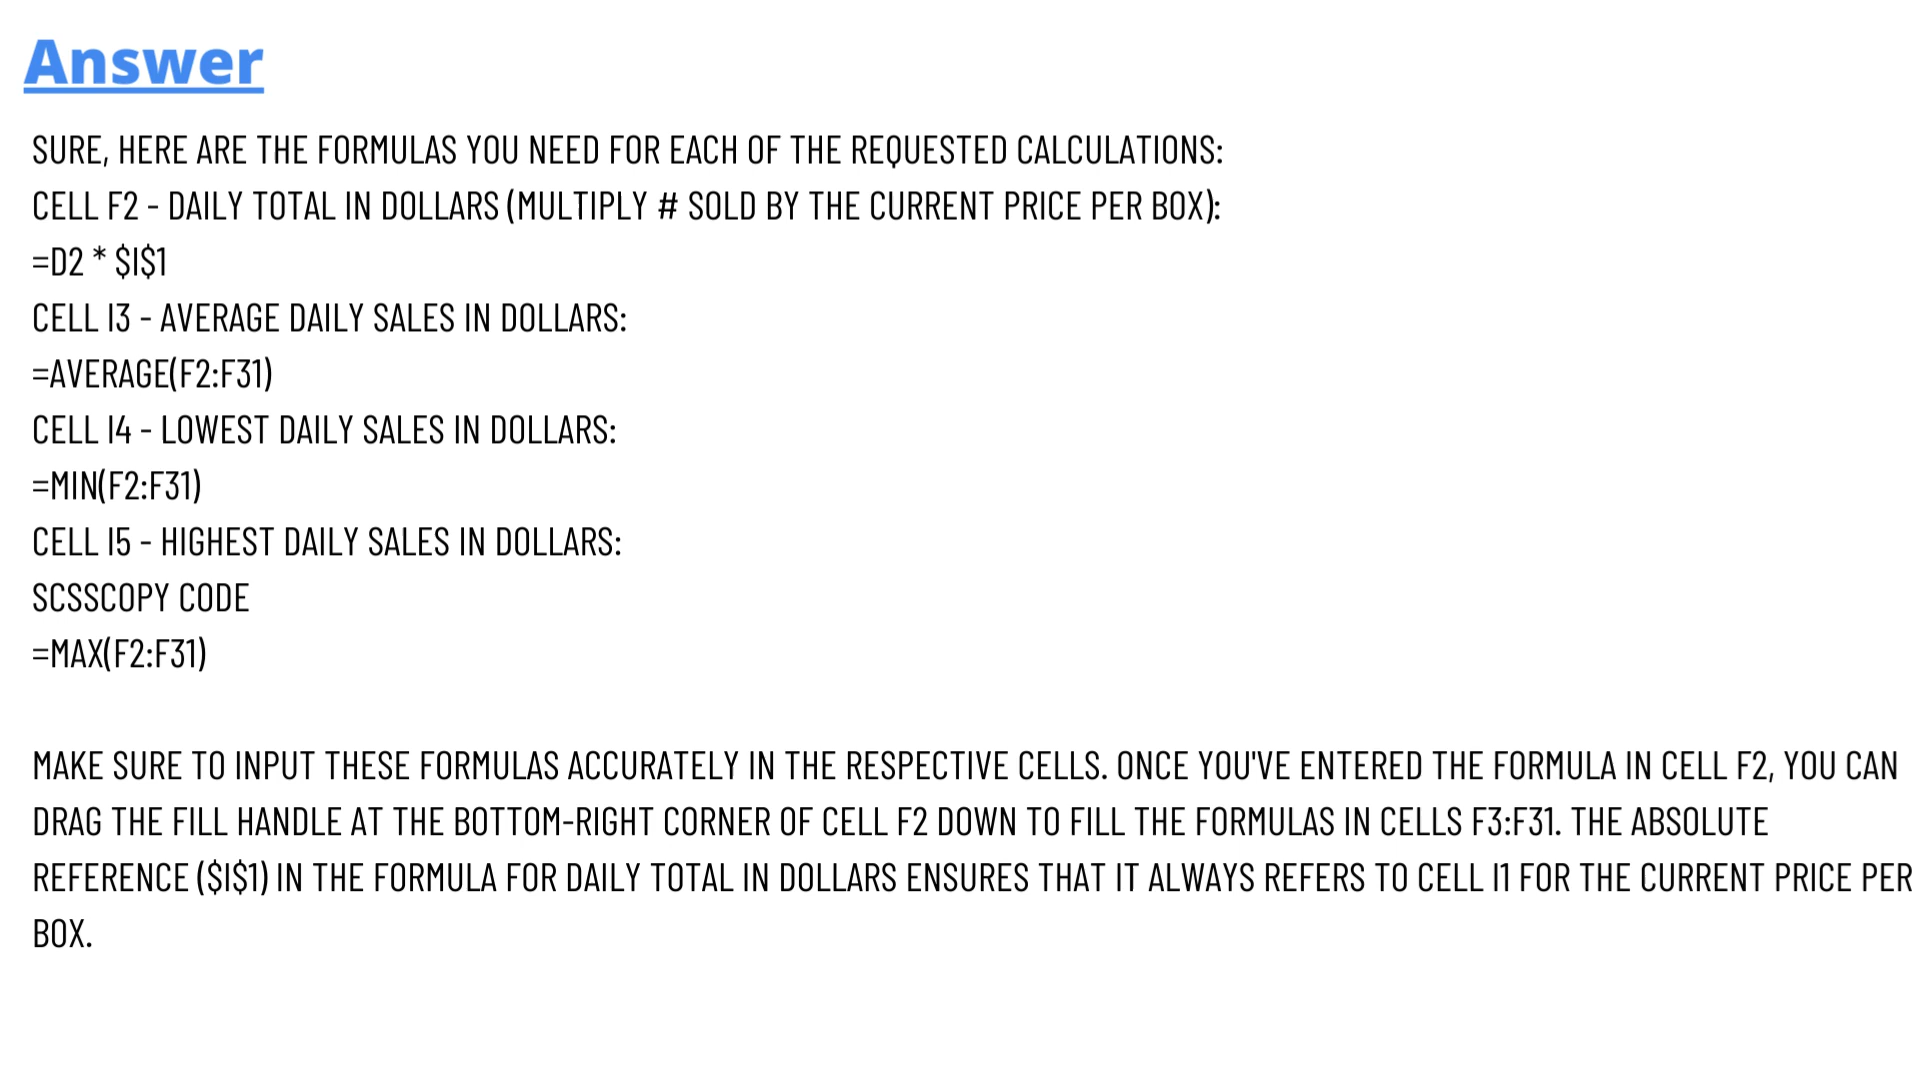 Answer
SURE, HERE ARE THE FORMULAS YOU NEED FOR EACH OF THE REQUESTED CALCULATIONS:
CELL F2 - DAILY TOTAL IN DOLLARS (MULTIPLY # SOLD BY THE CURRENT PRICE PER BOX):
=D2 * $I$1
CELL I3 - AVERAGE DAILY SALES IN DOLLARS:
=AVERAGE(F2:F31)
CELL I4 - LOWEST DAILY SALES IN DOLLARS:
=MIN(F2:F31)
CELL I5 - HIGHEST DAILY SALES IN DOLLARS:
SCSSCOPY CODE
=MAX(F2:F31)
MAKE SURE TO INPUT THESE FORMULAS ACCURATELY IN THE RESPECTIVE CELLS. ONCE YOU'VE ENTERED THE FORMULA IN CELL F2, YOU CAN
DRAG THE FILL HANDLE AT THE BOTTOM-RIGHT CORNER OF CELL F2 DOWN TO FILL THE FORMULAS IN CELLS F3:F31. THE ABSOLUTE
REFERENCE ($I$1) IN THE FORMULA FOR DAILY TOTAL IN DOLLARS ENSURES THAT IT ALWAYS REFERS TO CELL I1 FOR THE CURRENT PRICE PER
BOX.